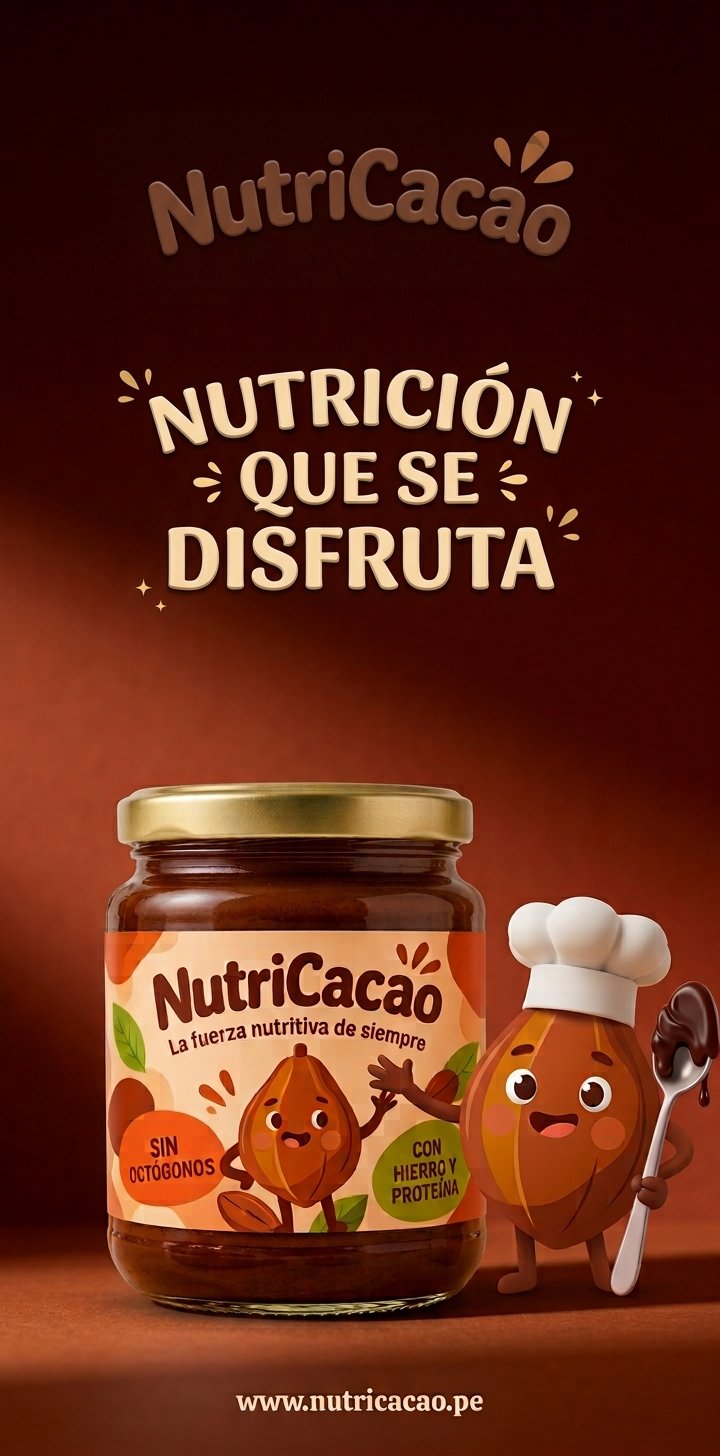 NutriCacao
NUTRICIÓN
QUE SE
DISFRUTA
NutriCacao
La fuerza nutritiva de siempre
SIN
OCTÓGONOS
CON
HIERRO Y
PROTEÍNA
www.nutricacao.pe